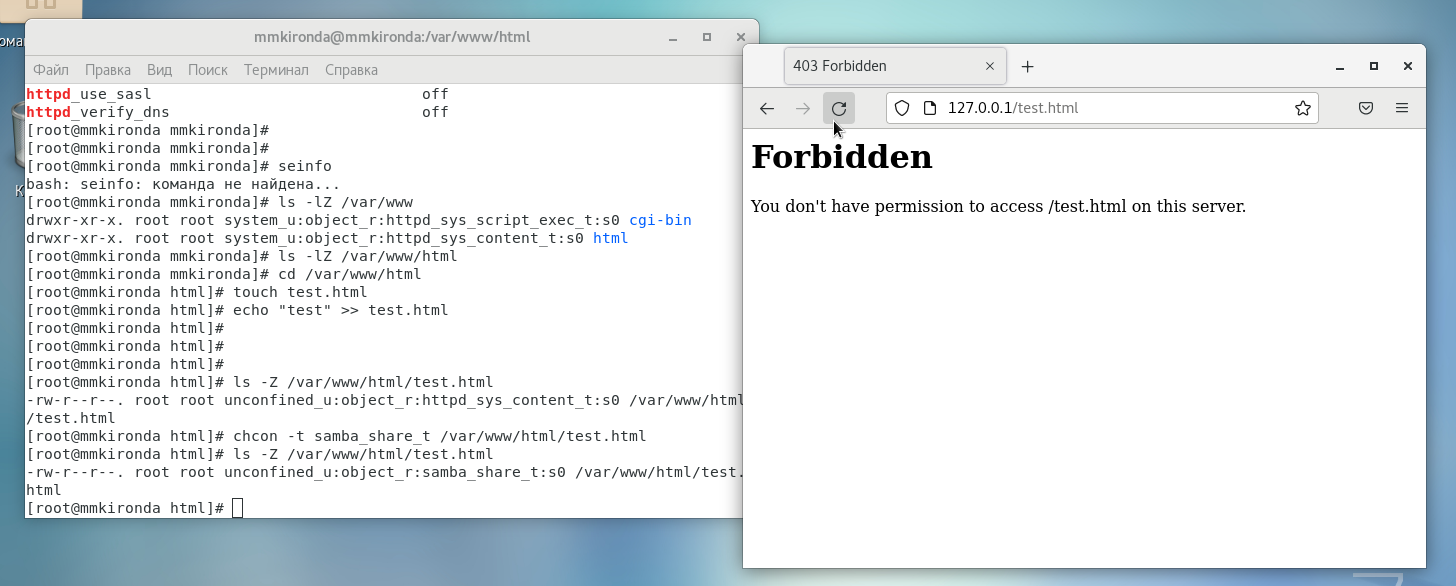 mmkironda@mmkironda:/var/www/html
Файл Правка Вид Поиск Терминал Справка
httpd_use_sasl off
httpd_verify_dns off
[root@mmkironda mmkironda]#
[root@mmkironda mmkironda]#
[root@mmkironda mmkironda]# seinfo
bash: seinfo: команда не найдена...
[root@mmkironda mmkironda]# ls -lZ /var/www
drwxr-xr-x. root root system_u:object_r:httpd_sys_script_exec_t:s0 cgi-bin
drwxr-xr-x. root root system_u:object_r:httpd_sys_content_t:s0 html
[root@mmkironda mmkironda]# ls -lZ /var/www/html
[root@mmkironda mmkironda]# cd /var/www/html
[root@mmkironda html]# touch test.html
[root@mmkironda html]# echo "test" >> test.html
[root@mmkironda html]#
[root@mmkironda html]#
[root@mmkironda html]#
[root@mmkironda html]# ls -Z /var/www/html/test.html
-rw-r--r--. root root unconfined_u:object_r:httpd_sys_content_t:s0 /var/www/html
/test.html
[root@mmkironda html]# chcon -t samba_share_t /var/www/html/test.html
[root@mmkironda html]# ls -Z /var/www/html/test.html
-rw-r--r--. root root unconfined_u:object_r:samba_share_t:s0 /var/www/html/test.
html
[root@mmkironda html]#
403 Forbidden
127.0.0.1/test.html
Forbidden
You don't have permission to access /test.html on this server.